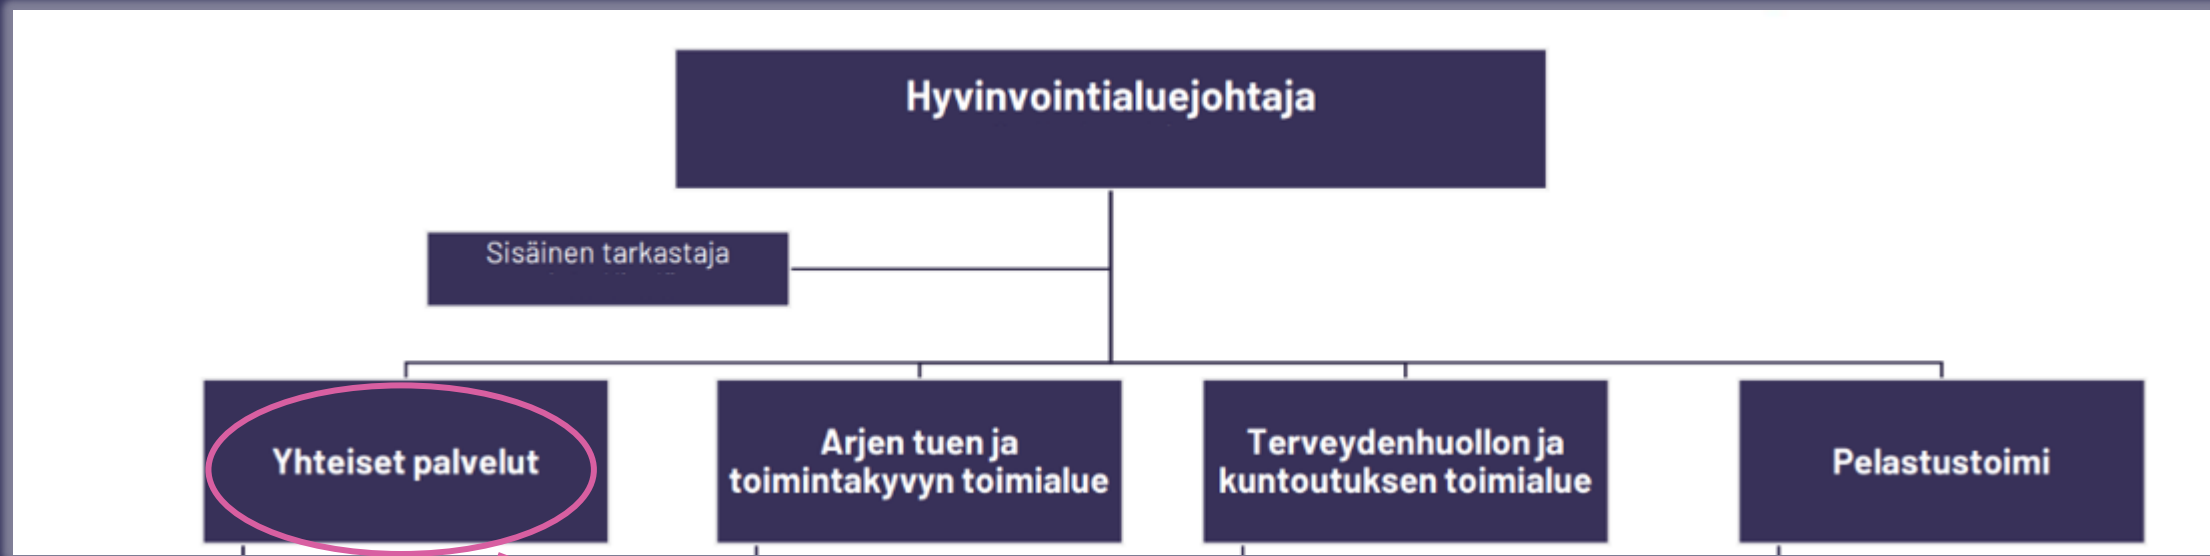 Hyvinvointialuejohtaja
Sisäinen tarkastaja
Yhteiset palvelut
Arjen tuen ja
toimintakyvyn toimialue
Terveydenhuollon ja
kuntoutuksen toimialue
Pelastustoimi